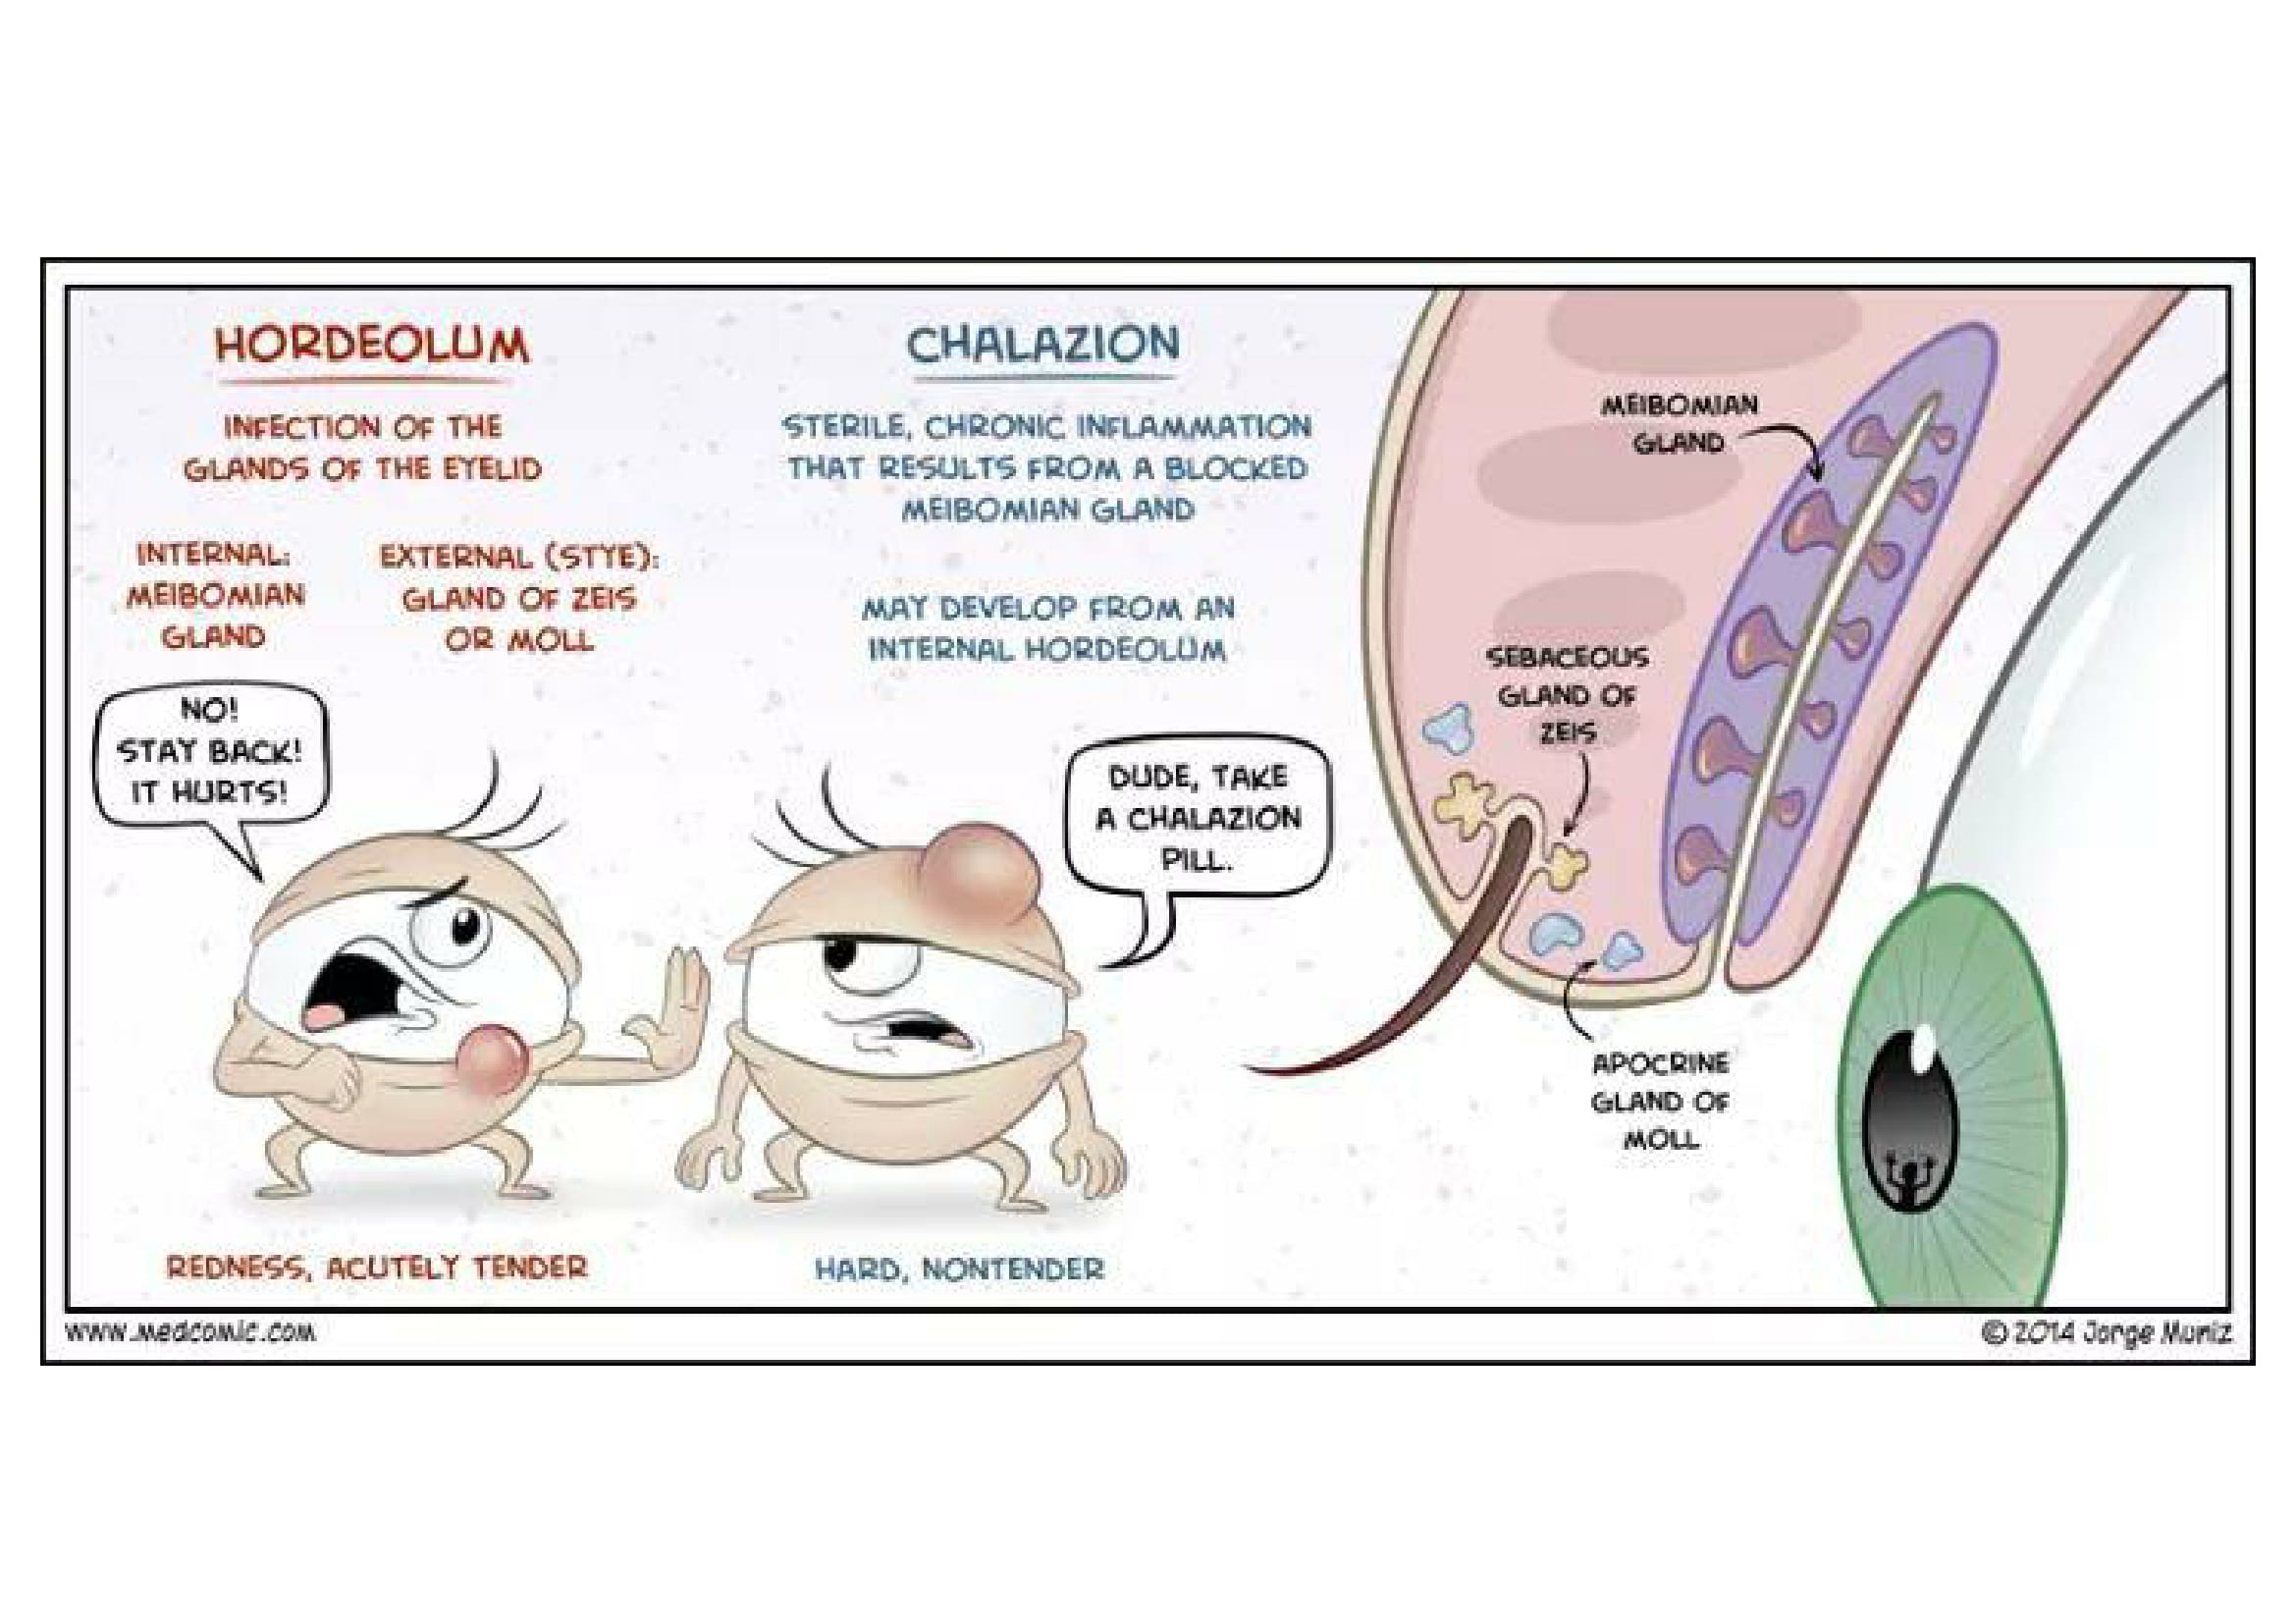 HORDEOLUM
INFECTION OF THE
GLANDS OF THE EYELID
INTERNAL:
MEIBOMIAN
GLAND
EXTERNAL (STYE):
GLAND OF ZEIS
OR MOLL
NO!
STAY BACK!
IT HURTS!
REDNESS, ACUTELY TENDER
CHALAZION
STERILE, CHRONIC INFLAMMATION
THAT RESULTS FROM A BLOCKED
MEIBOMIAN GLAND
MAY DEVELOP FROM AN
INTERNAL HORDEOLUM
DUDE, TAKE
A CHALAZION
PILL.
HARD, NONTENDER
MEIBOMIAN
GLAND
SEBACEOUS
GLAND OF
ZEIS
APOCRINE
GLAND OF
MOLL
www.medcomic.com
© 2014 Jorge Muniz